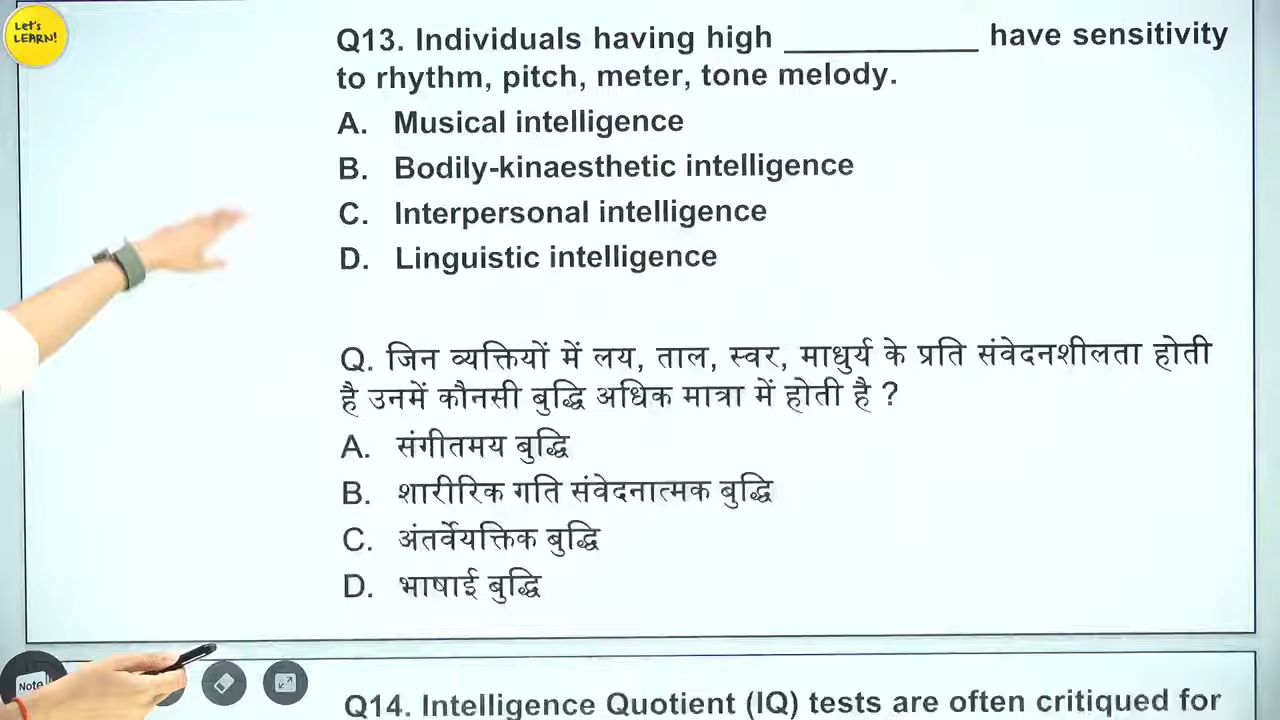 Let's
LEARN!
Q13. Individuals having high ____________ have sensitivity
to rhythm, pitch, meter, tone melody.
A. Musical intelligence
B. Bodily-kinaesthetic intelligence
C. Interpersonal intelligence
D. Linguistic intelligence
Q. जिन व्यक्तियों में लय, ताल, स्वर, माधुर्य के प्रति संवेदनशीलता होती
है उनमें कौनसी बुद्धि अधिक मात्रा में होती है ?
A. संगीतमय बुद्धि
B. शारीरिक गति संवेदनात्मक बुद्धि
C. अंतर्वेयक्तिक बुद्धि
D. भाषाई बुद्धि
Note
Q14. Intelligence Quotient (IQ) tests are often critiqued for